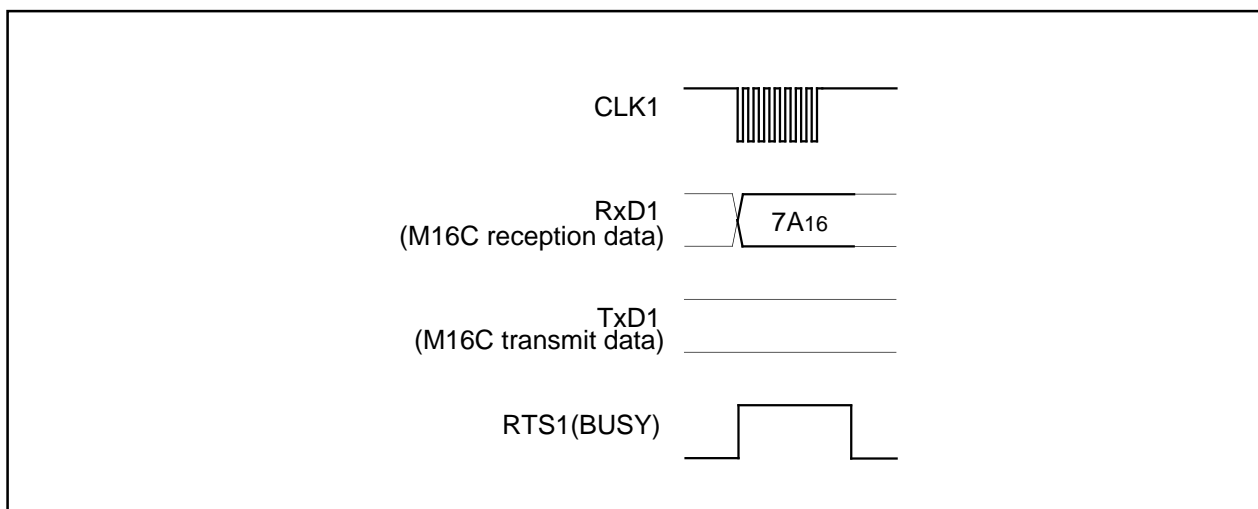 CLK1
RxD1
(M16C reception data)
7A16
TxD1
(M16C transmit data)
RTS1(BUSY)